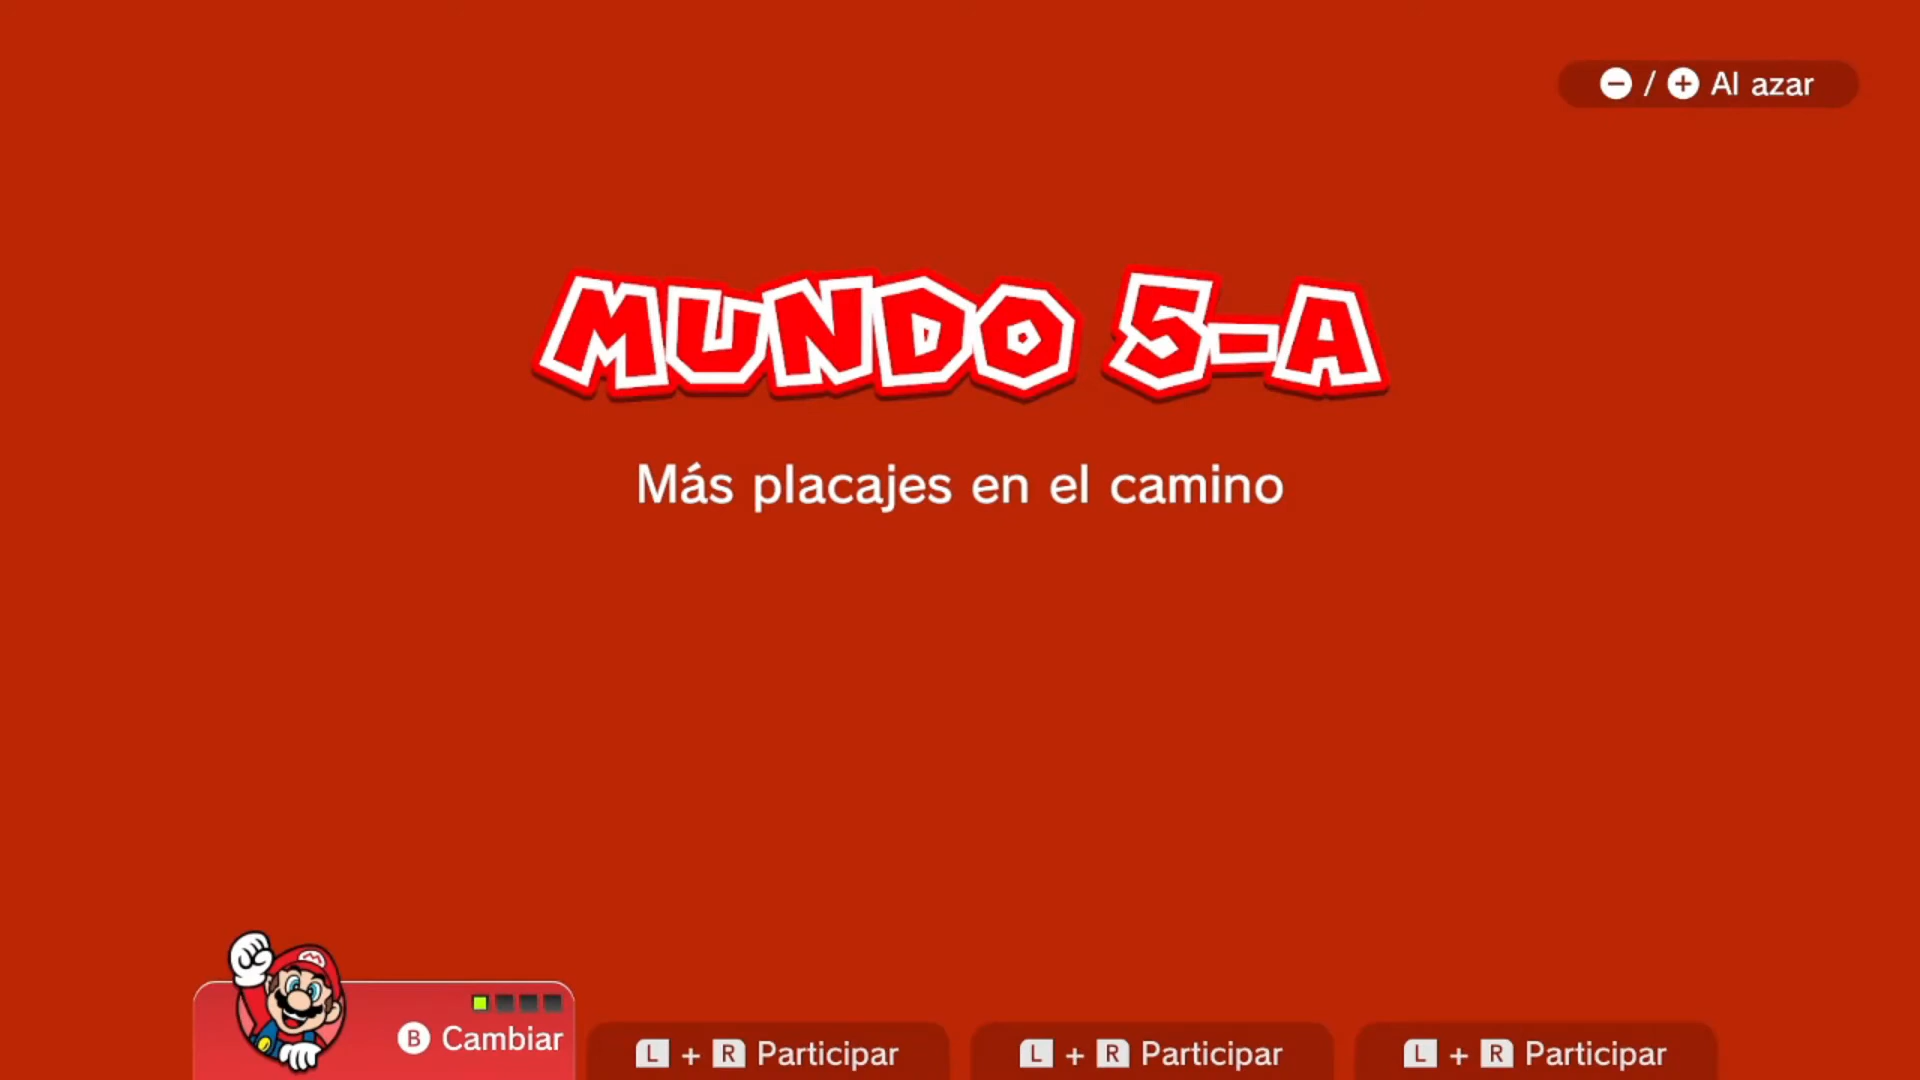 − / + Al azar
MUNDO 5-A
Más placajes en el camino
B Cambiar
L + R Participar
L + R Participar
L + R Participar